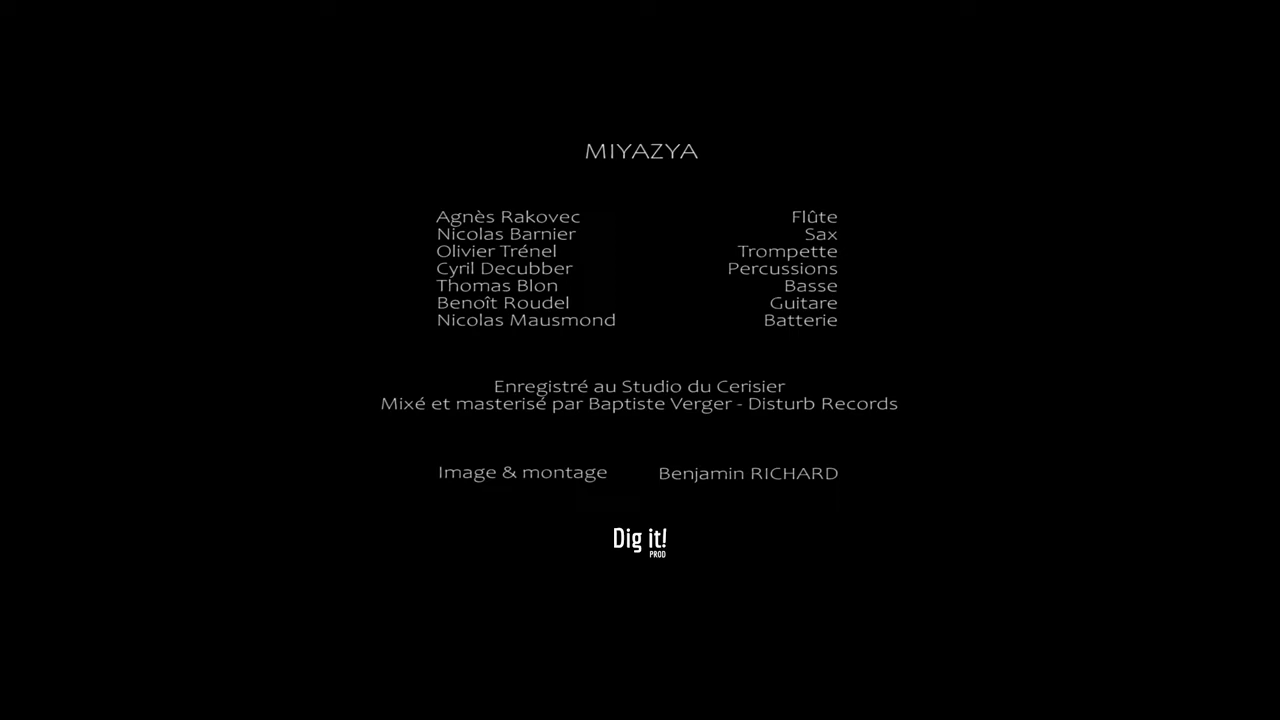 MIYAZYA
Agnès Rakovec Flûte
Nicolas Barnier Sax
Olivier Trénel Trompette
Cyril Decubber Percussions
Thomas Blon Basse
Benoît Roudel Guitare
Nicolas Mausmond Batterie
Enregistré au Studio du Cerisier
Mixé et masterisé par Baptiste Verger - Disturb Records
Image & montage Benjamin RICHARD
Dig it!
PROD